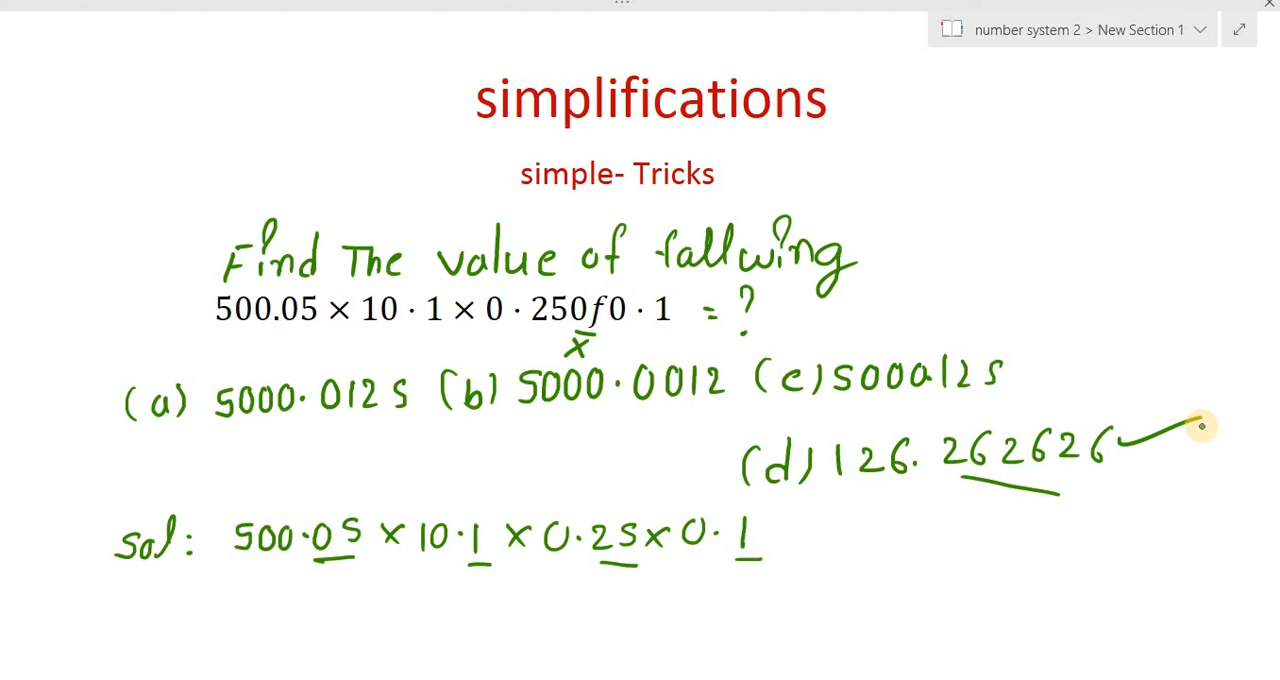 number system 2 > New Section 1
simplifications
simple- Tricks
Find The value of fallwing
500.05 × 10 · 1 × 0 · 250f0 · 1 = ?
x
(a) 5000.0125 (b) 5000.0012 (c) 5000125
(d) 126. 262626
Sol: 500.05 × 10.1 × 0.25 × 0.1